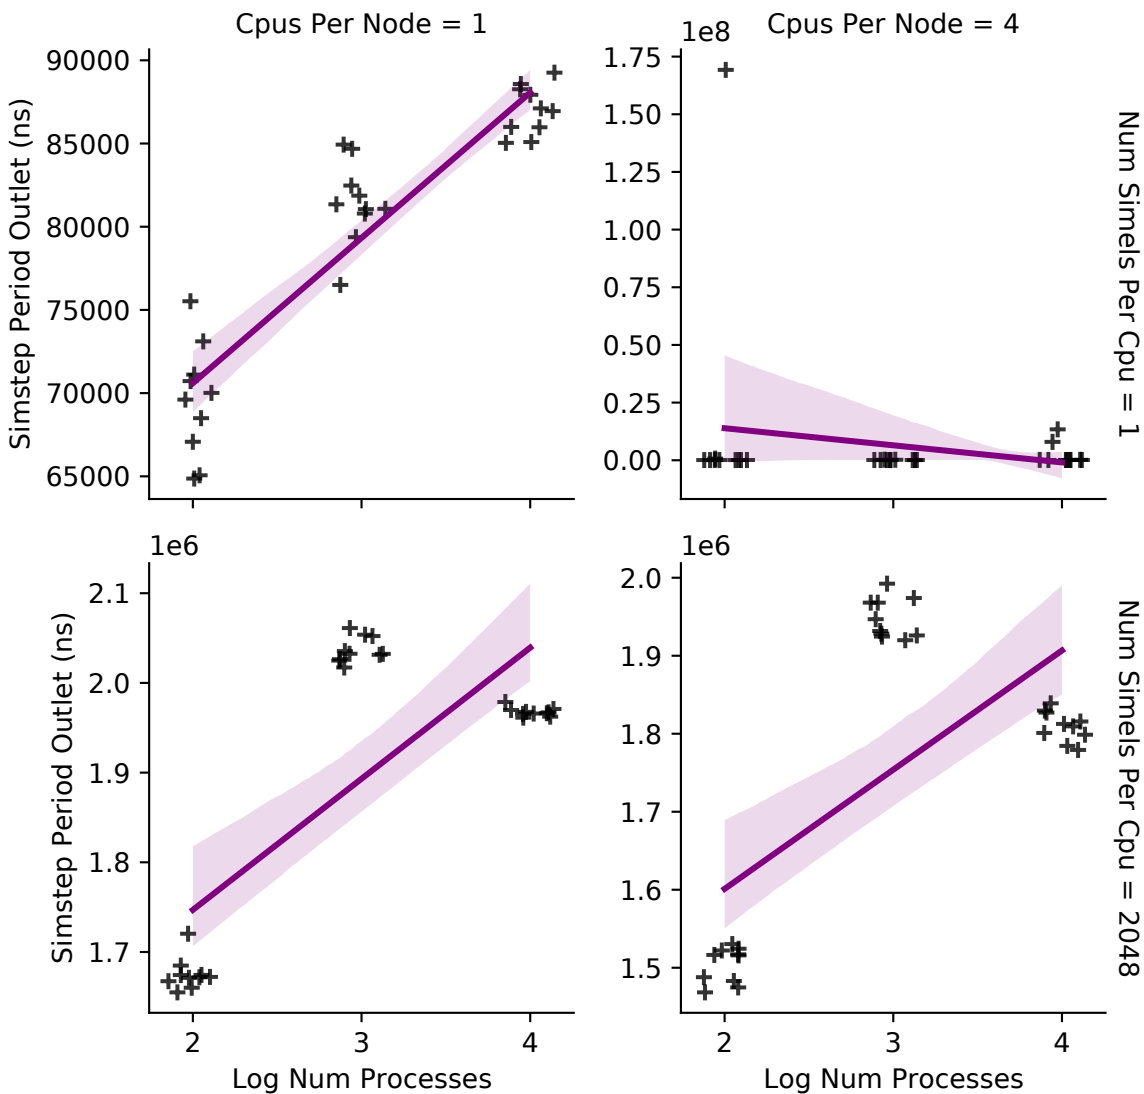 Cpus Per Node = 1
Cpus Per Node = 4
1e8
90000
85000
80000
75000
70000
65000
Simstep Period Outlet (ns)
1.75
1.50
1.25
1.00
0.75
0.50
0.25
0.00
Num Simels Per Cpu = 1
1e6
2.1
2.0
1.9
1.8
1.7
Simstep Period Outlet (ns)
2
3
4
Log Num Processes
1e6
2.0
1.9
1.8
1.7
1.6
1.5
2
3
4
Log Num Processes
Num Simels Per Cpu = 2048